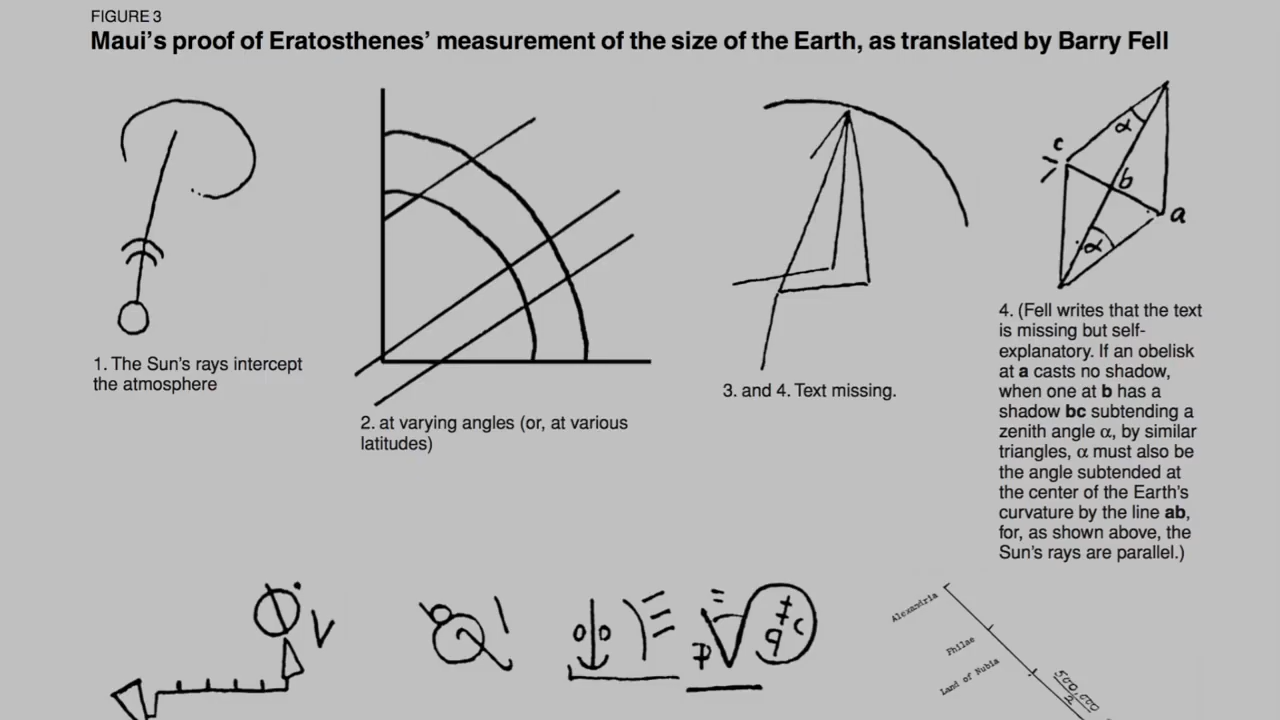 FIGURE 3
Maui's proof of Eratosthenes' measurement of the size of the Earth, as translated by Barry Fell
α
c
b
a
α
1. The Sun's rays intercept
the atmosphere
2. at varying angles (or, at various
latitudes)
3. and 4. Text missing.
4. (Fell writes that the text
is missing but self-
explanatory. If an obelisk
at a casts no shadow,
when one at b has a
shadow bc subtending a
zenith angle α, by similar
triangles, α must also be
the angle subtended at
the center of the Earth's
curvature by the line ab,
for, as shown above, the
Sun's rays are parallel.)
Alexandria
Philae
Land of Nubia
500,000
2